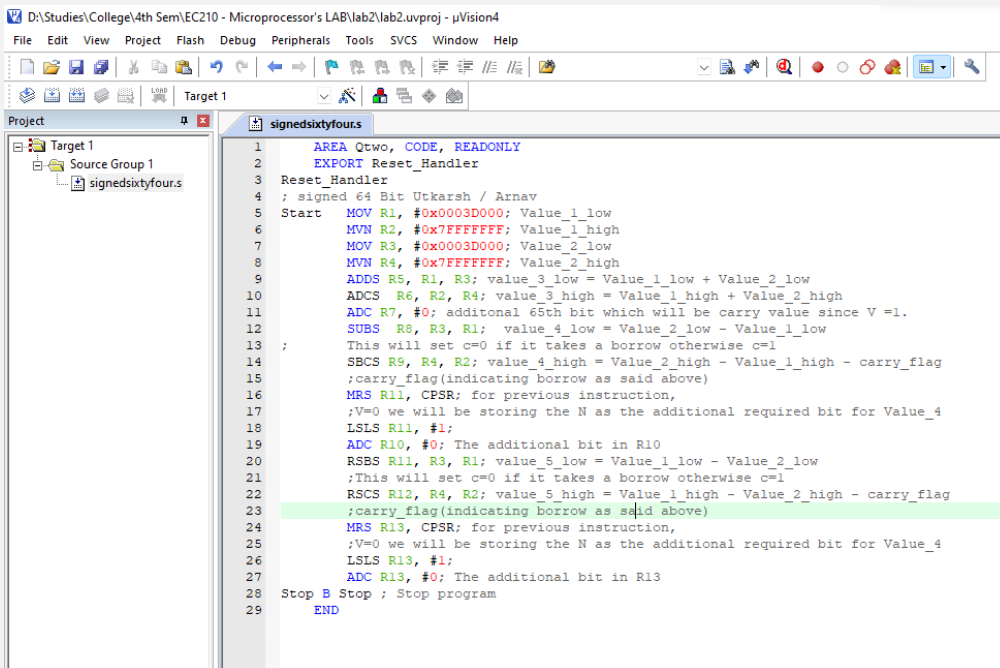 D:\Studies\College\4th Sem\EC210 - Microprocessor's LAB\lab2\lab2.uvproj - µVision4
File Edit View Project Flash Debug Peripherals Tools SVCS Window Help
LOAD Target 1
Project
signedsixtyfour.s
Target 1
Source Group 1
signedsixtyfour.s
1 AREA Qtwo, CODE, READONLY
2 EXPORT Reset_Handler
3 Reset_Handler
4 ; signed 64 Bit Utkarsh / Arnav
5 Start MOV R1, #0x0003D000; Value_1_low
6 MVN R2, #0x7FFFFFFF; Value_1_high
7 MOV R3, #0x0003D000; Value_2_low
8 MVN R4, #0x7FFFFFFF; Value_2_high
9 ADDS R5, R1, R3; value_3_low = Value_1_low + Value_2_low
10 ADCS R6, R2, R4; value_3_high = Value_1_high + Value_2_high
11 ADC R7, #0; additonal 65th bit which will be carry value since V =1.
12 SUBS R8, R3, R1; value_4_low = Value_2_low - Value_1_low
13 ; This will set c=0 if it takes a borrow otherwise c=1
14 SBCS R9, R4, R2; value_4_high = Value_2_high - Value_1_high - carry_flag
15 ;carry_flag(indicating borrow as said above)
16 MRS R11, CPSR; for previous instruction,
17 ;V=0 we will be storing the N as the additional required bit for Value_4
18 LSLS R11, #1;
19 ADC R10, #0; The additional bit in R10
20 RSBS R11, R3, R1; value_5_low = Value_1_low - Value_2_low
21 ;This will set c=0 if it takes a borrow otherwise c=1
22 RSCS R12, R4, R2; value_5_high = Value_1_high - Value_2_high - carry_flag
23 ;carry_flag(indicating borrow as said above)
24 MRS R13, CPSR; for previous instruction,
25 ;V=0 we will be storing the N as the additional required bit for Value_4
26 LSLS R13, #1;
27 ADC R13, #0; The additional bit in R13
28 Stop B Stop ; Stop program
29 END